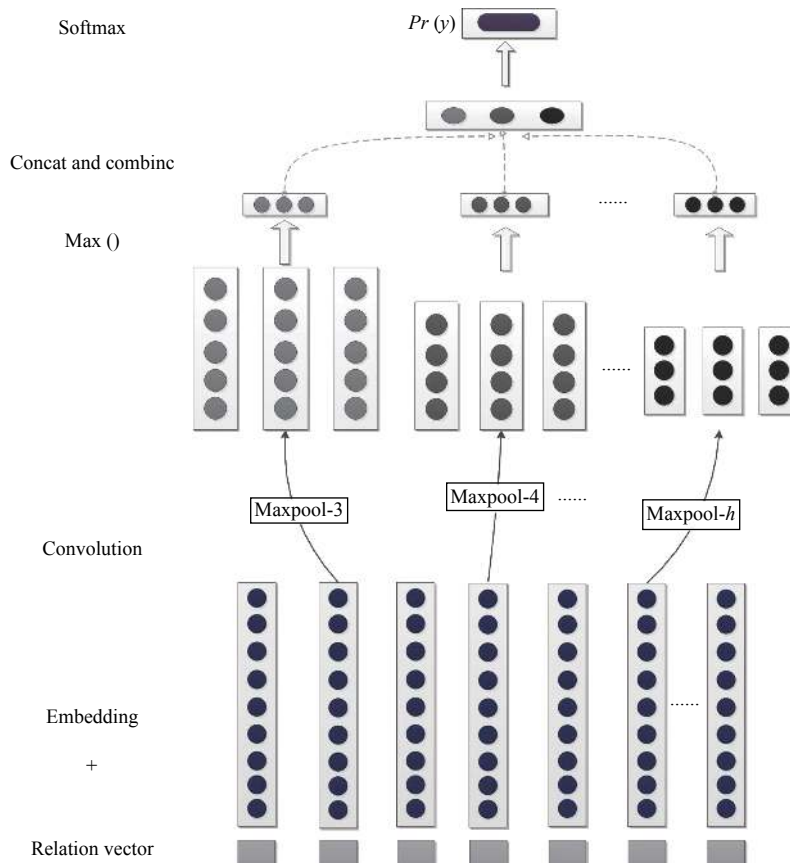 Softmax
Pr (y)
Concat and combinc
Max ()
......
......
Maxpool-3
Maxpool-4
......
Maxpool-h
Convolution
Embedding
......
+
Relation vector